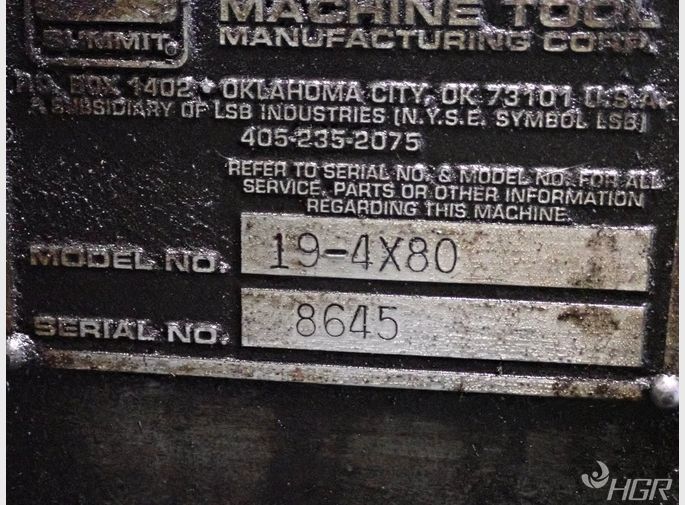 MACHINE TOOL
SUMMIT®
MANUFACTURING CORP.
P.O. BOX 1402 • OKLAHOMA CITY, OK 73101 U.S.A.
A SUBSIDIARY OF LSB INDUSTRIES (N.Y.S.E. SYMBOL LSB)
405-235-2075
REFER TO SERIAL NO. & MODEL NO. FOR ALL
SERVICE, PARTS OR OTHER INFORMATION
REGARDING THIS MACHINE
MODEL NO. 19-4X80
SERIAL NO. 8645
HGR